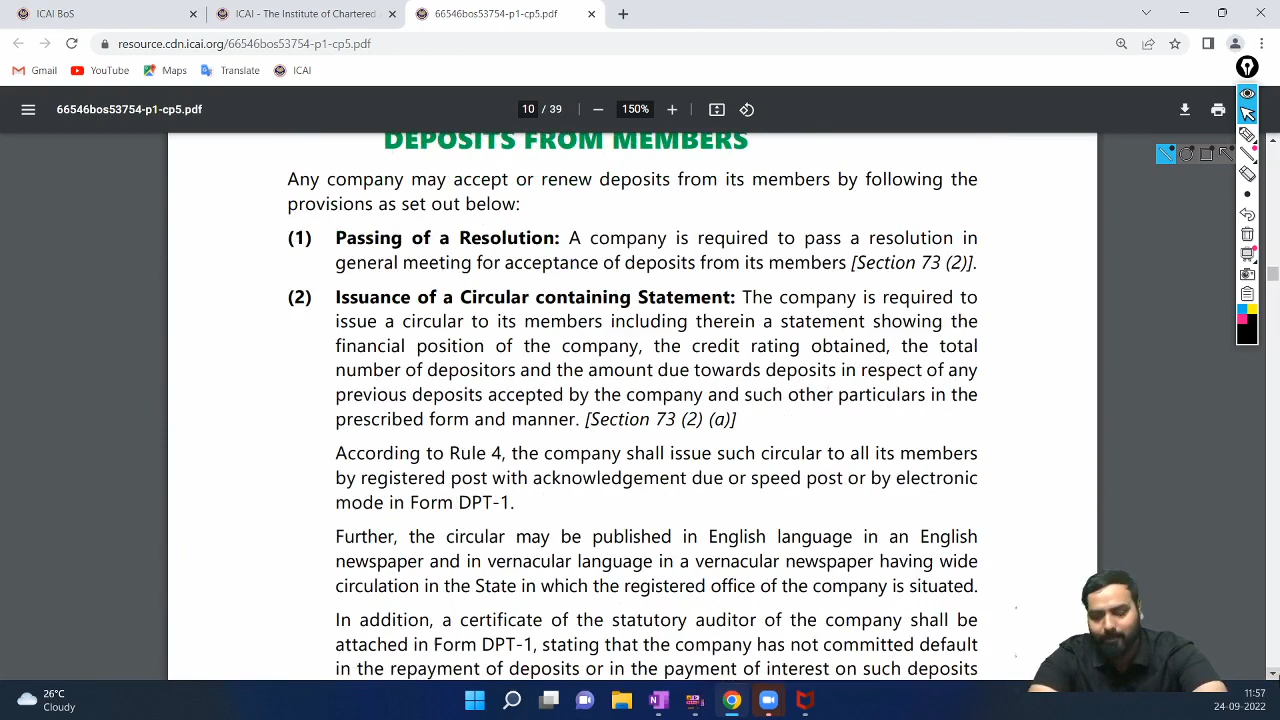 ICAI BoS
ICAI - The Institute of Chartered
66546bos53754-p1-cp5.pdf
resource.cdn.icai.org/66546bos53754-p1-cp5.pdf
Gmail YouTube Maps Translate ICAI
66546bos53754-p1-cp5.pdf 10 / 39 150%
DEPOSITS FROM MEMBERS
Any company may accept or renew deposits from its members by following the
provisions as set out below:
(1) Passing of a Resolution: A company is required to pass a resolution in
general meeting for acceptance of deposits from its members [Section 73 (2)].
(2) Issuance of a Circular containing Statement: The company is required to
issue a circular to its members including therein a statement showing the
financial position of the company, the credit rating obtained, the total
number of depositors and the amount due towards deposits in respect of any
previous deposits accepted by the company and such other particulars in the
prescribed form and manner. [Section 73 (2) (a)]
According to Rule 4, the company shall issue such circular to all its members
by registered post with acknowledgement due or speed post or by electronic
mode in Form DPT-1.
Further, the circular may be published in English language in an English
newspaper and in vernacular language in a vernacular newspaper having wide
circulation in the State in which the registered office of the company is situated.
In addition, a certificate of the statutory auditor of the company shall be
attached in Form DPT-1, stating that the company has not committed default
in the repayment of deposits or in the payment of interest on such deposits
26°C
Cloudy
11:57
24-09-2022